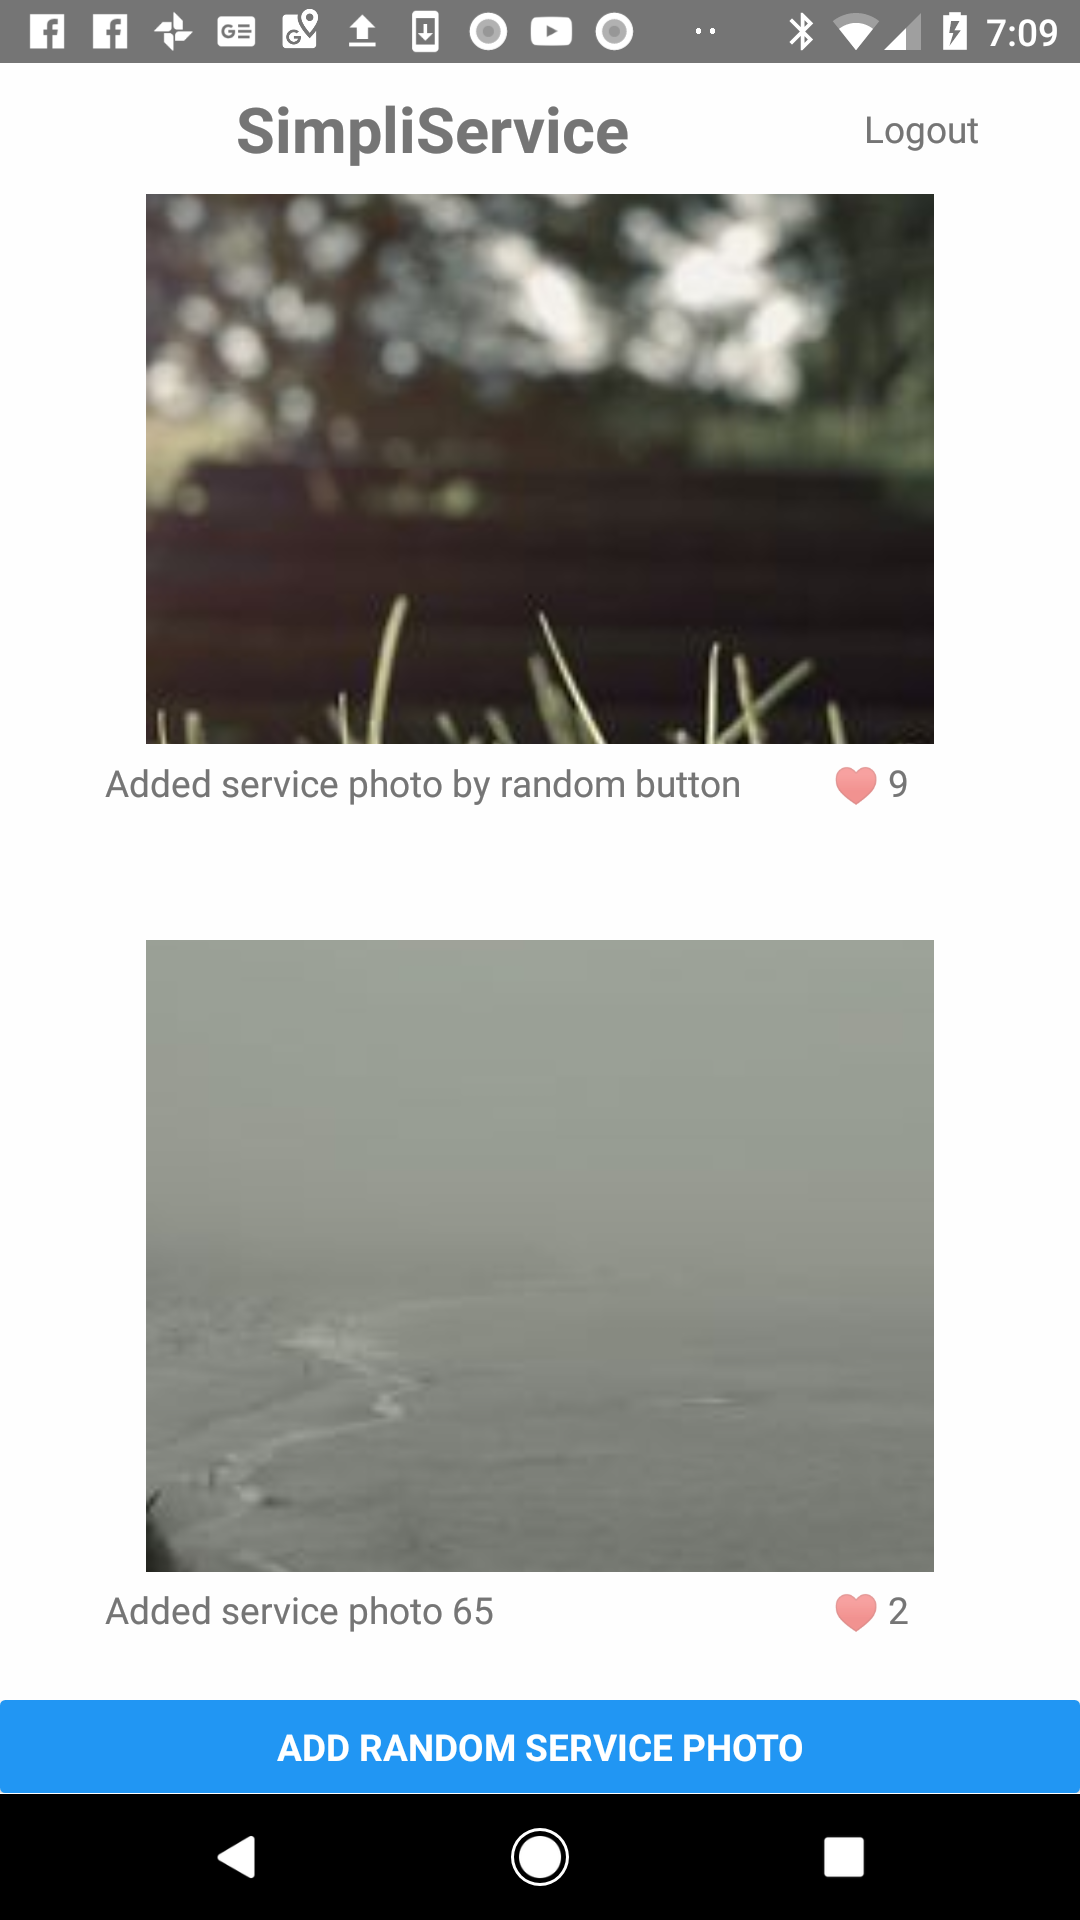 7:09
SimpliService
Logout
Added service photo by random button
9
Added service photo 65
2
ADD RANDOM SERVICE PHOTO